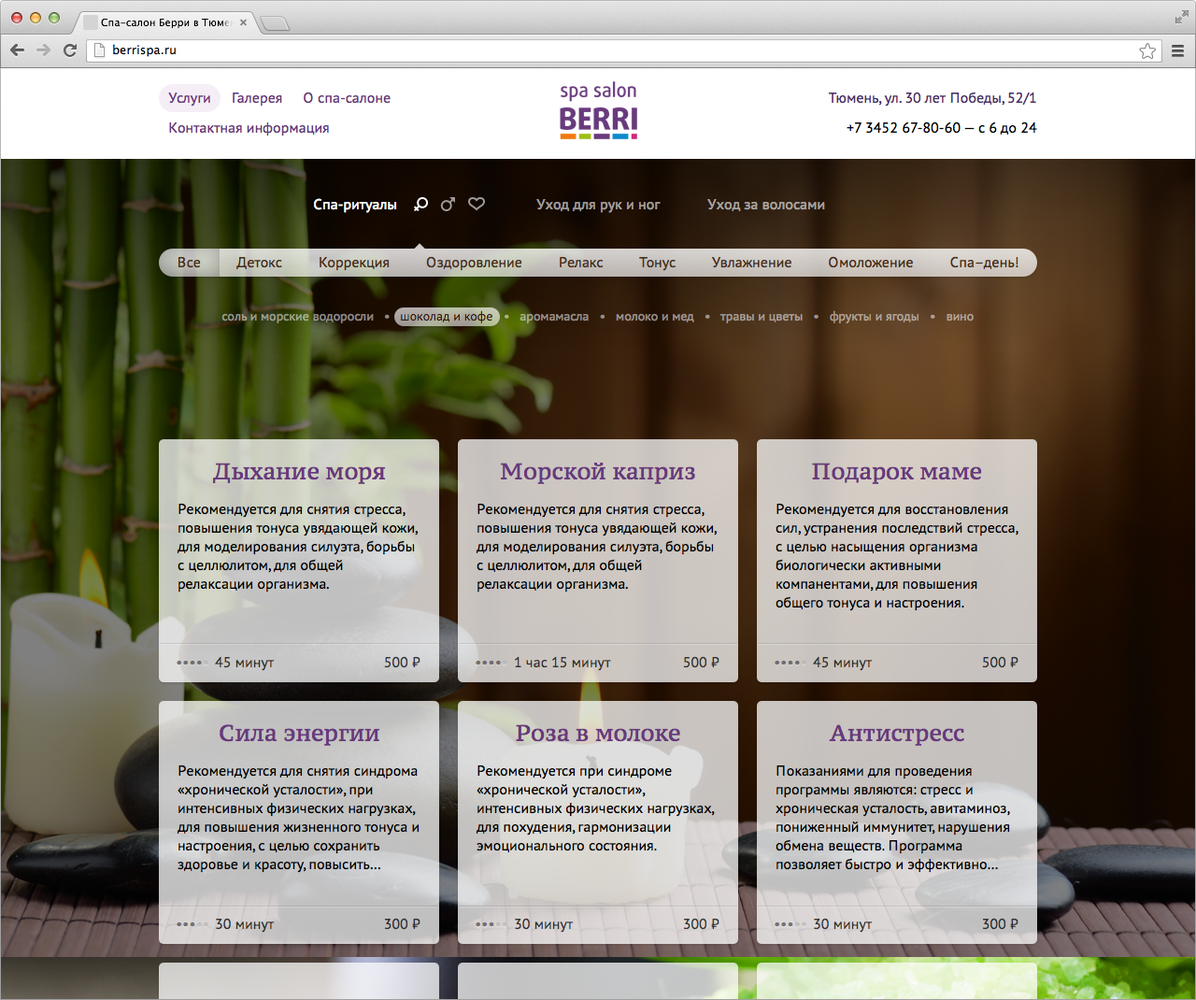 Спа-салон Берри в Тюме
berrispa.ru
Услуги Галерея О спа-салоне
Контактная информация
spa salon
BERRI
Тюмень, ул. 30 лет Победы, 52/1
+7 3452 67-80-60 — с 6 до 24
Спа-ритуалы Уход для рук и ног Уход за волосами
Все Детокс Коррекция Оздоровление Релакс Тонус Увлажнение Омоложение Спа-день!
соль и морские водоросли • шоколад и кофе • аромамасла • молоко и мед • травы и цветы • фрукты и ягоды • вино
Дыхание моря
Рекомендуется для снятия стресса,
повышения тонуса увядающей кожи,
для моделирования силуэта, борьбы
с целлюлитом, для общей
релаксации организма.
45 минут 500 ₽
Морской каприз
Рекомендуется для снятия стресса,
повышения тонуса увядающей кожи,
для моделирования силуэта, борьбы
с целлюлитом, для общей
релаксации организма.
1 час 15 минут 500 ₽
Подарок маме
Рекомендуется для восстановления
сил, устранения последствий стресса,
с целью насыщения организма
биологически активными
компанентами, для повышения
общего тонуса и настроения.
45 минут 500 ₽
Сила энергии
Рекомендуется для снятия синдрома
«хронической усталости», при
интенсивных физических нагрузках,
для повышения жизненного тонуса и
настроения, с целью сохранить
здоровье и красоту, повысить...
30 минут 300 ₽
Роза в молоке
Рекомендуется при синдроме
«хронической усталости»,
интенсивных физических нагрузках,
для похудения, гармонизации
эмоционального состояния.
30 минут 300 ₽
Антистресс
Показаниями для проведения
программы являются: стресс и
хроническая усталость, авитаминоз,
пониженный иммунитет, нарушения
обмена веществ. Программа
позволяет быстро и эффективно...
30 минут 300 ₽